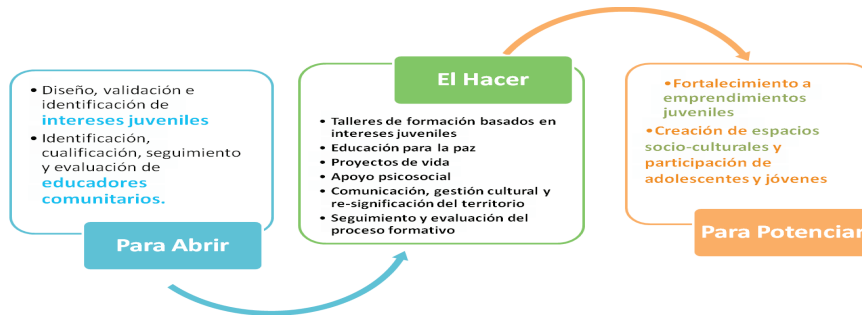 • Diseño, validación e
identificación de
intereses juveniles
• Identificación,
cualificación, seguimiento
y evaluación de
educadores
comunitarios.
Para Abrir
El Hacer
• Talleres de formación basados en
intereses juveniles
• Educación para la paz
• Proyectos de vida
• Apoyo psicosocial
• Comunicación, gestión cultural y
re-significación del territorio
• Seguimiento y evaluación del
proceso formativo
•Fortalecimiento a
emprendimientos
juveniles
•Creación de espacios
socio-culturales y
participación de
adolescentes y jóvenes
Para Potenciar